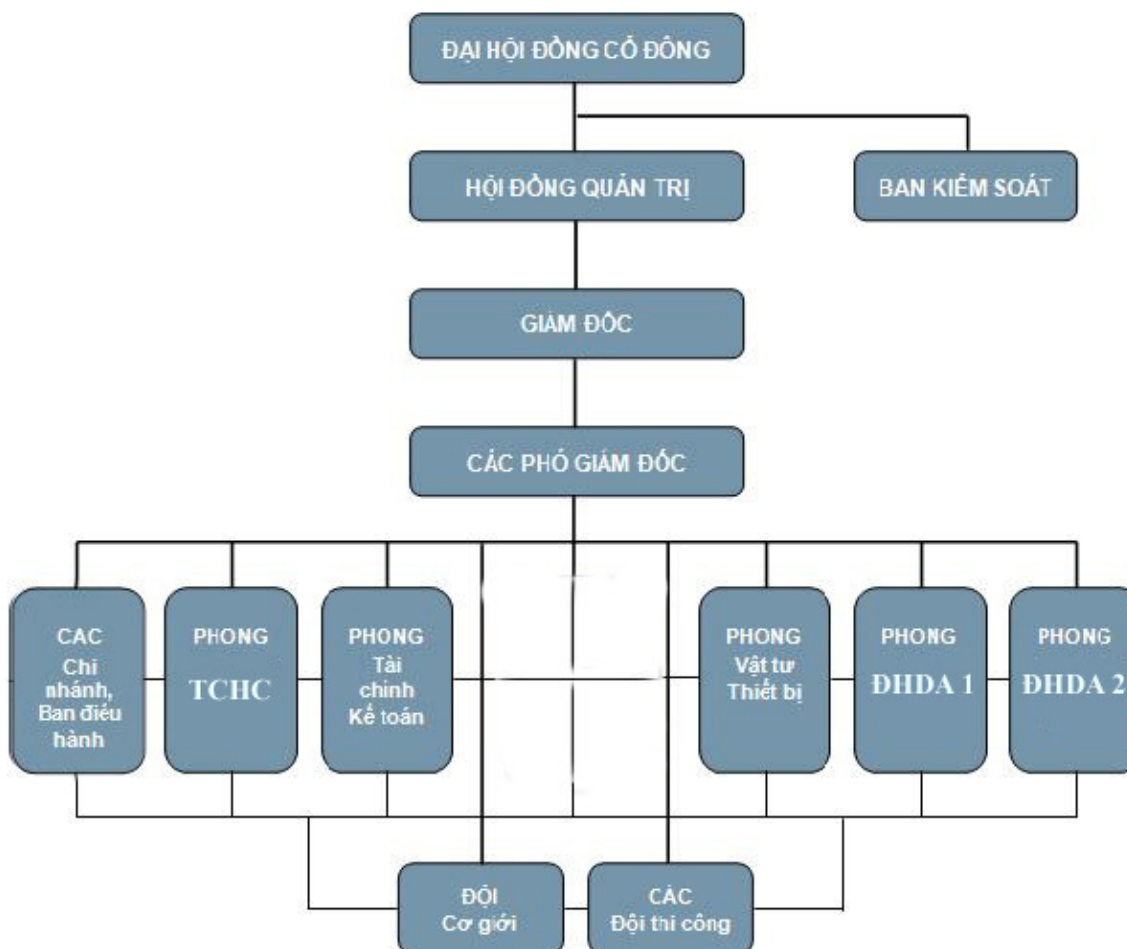 ĐẠI HỘI ĐỒNG CỔ ĐÔNG
HỘI ĐỒNG QUẢN TRỊ
BAN KIỂM SOÁT
GIÁM ĐỐC
CÁC PHÓ GIÁM ĐỐC
CAC
Chi
nhánh,
Ban điều
hành
PHONG
TCHC
PHONG
Tài
chinh
Kế toán
PHONG
Vật tư
Thiết bị
PHONG
ĐHDA 1
PHONG
ĐHDA 2
ĐỘI
Cơ giới
CÁC
Đội thi công